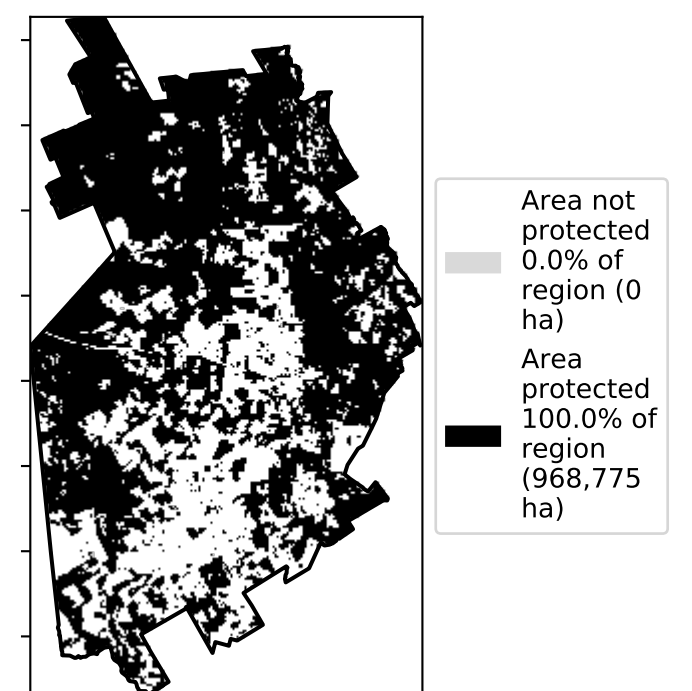 Area not
protected
0.0% of
region (0
ha)
Area
protected
100.0% of
region
(968,775
ha)